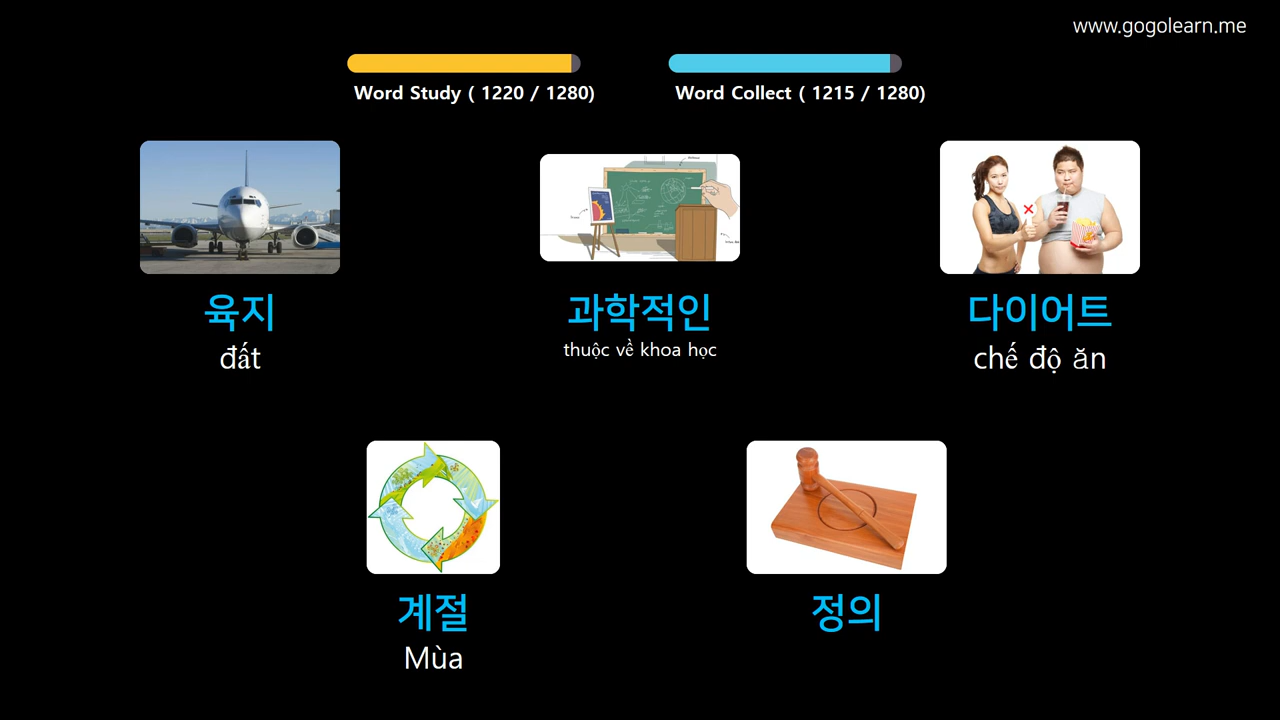 www.gogolearn.me
Word Study ( 1220 / 1280)
Word Collect ( 1215 / 1280)
육지
đất
과학적인
thuộc về khoa học
다이어트
chế độ ăn
계절
Mùa
정의